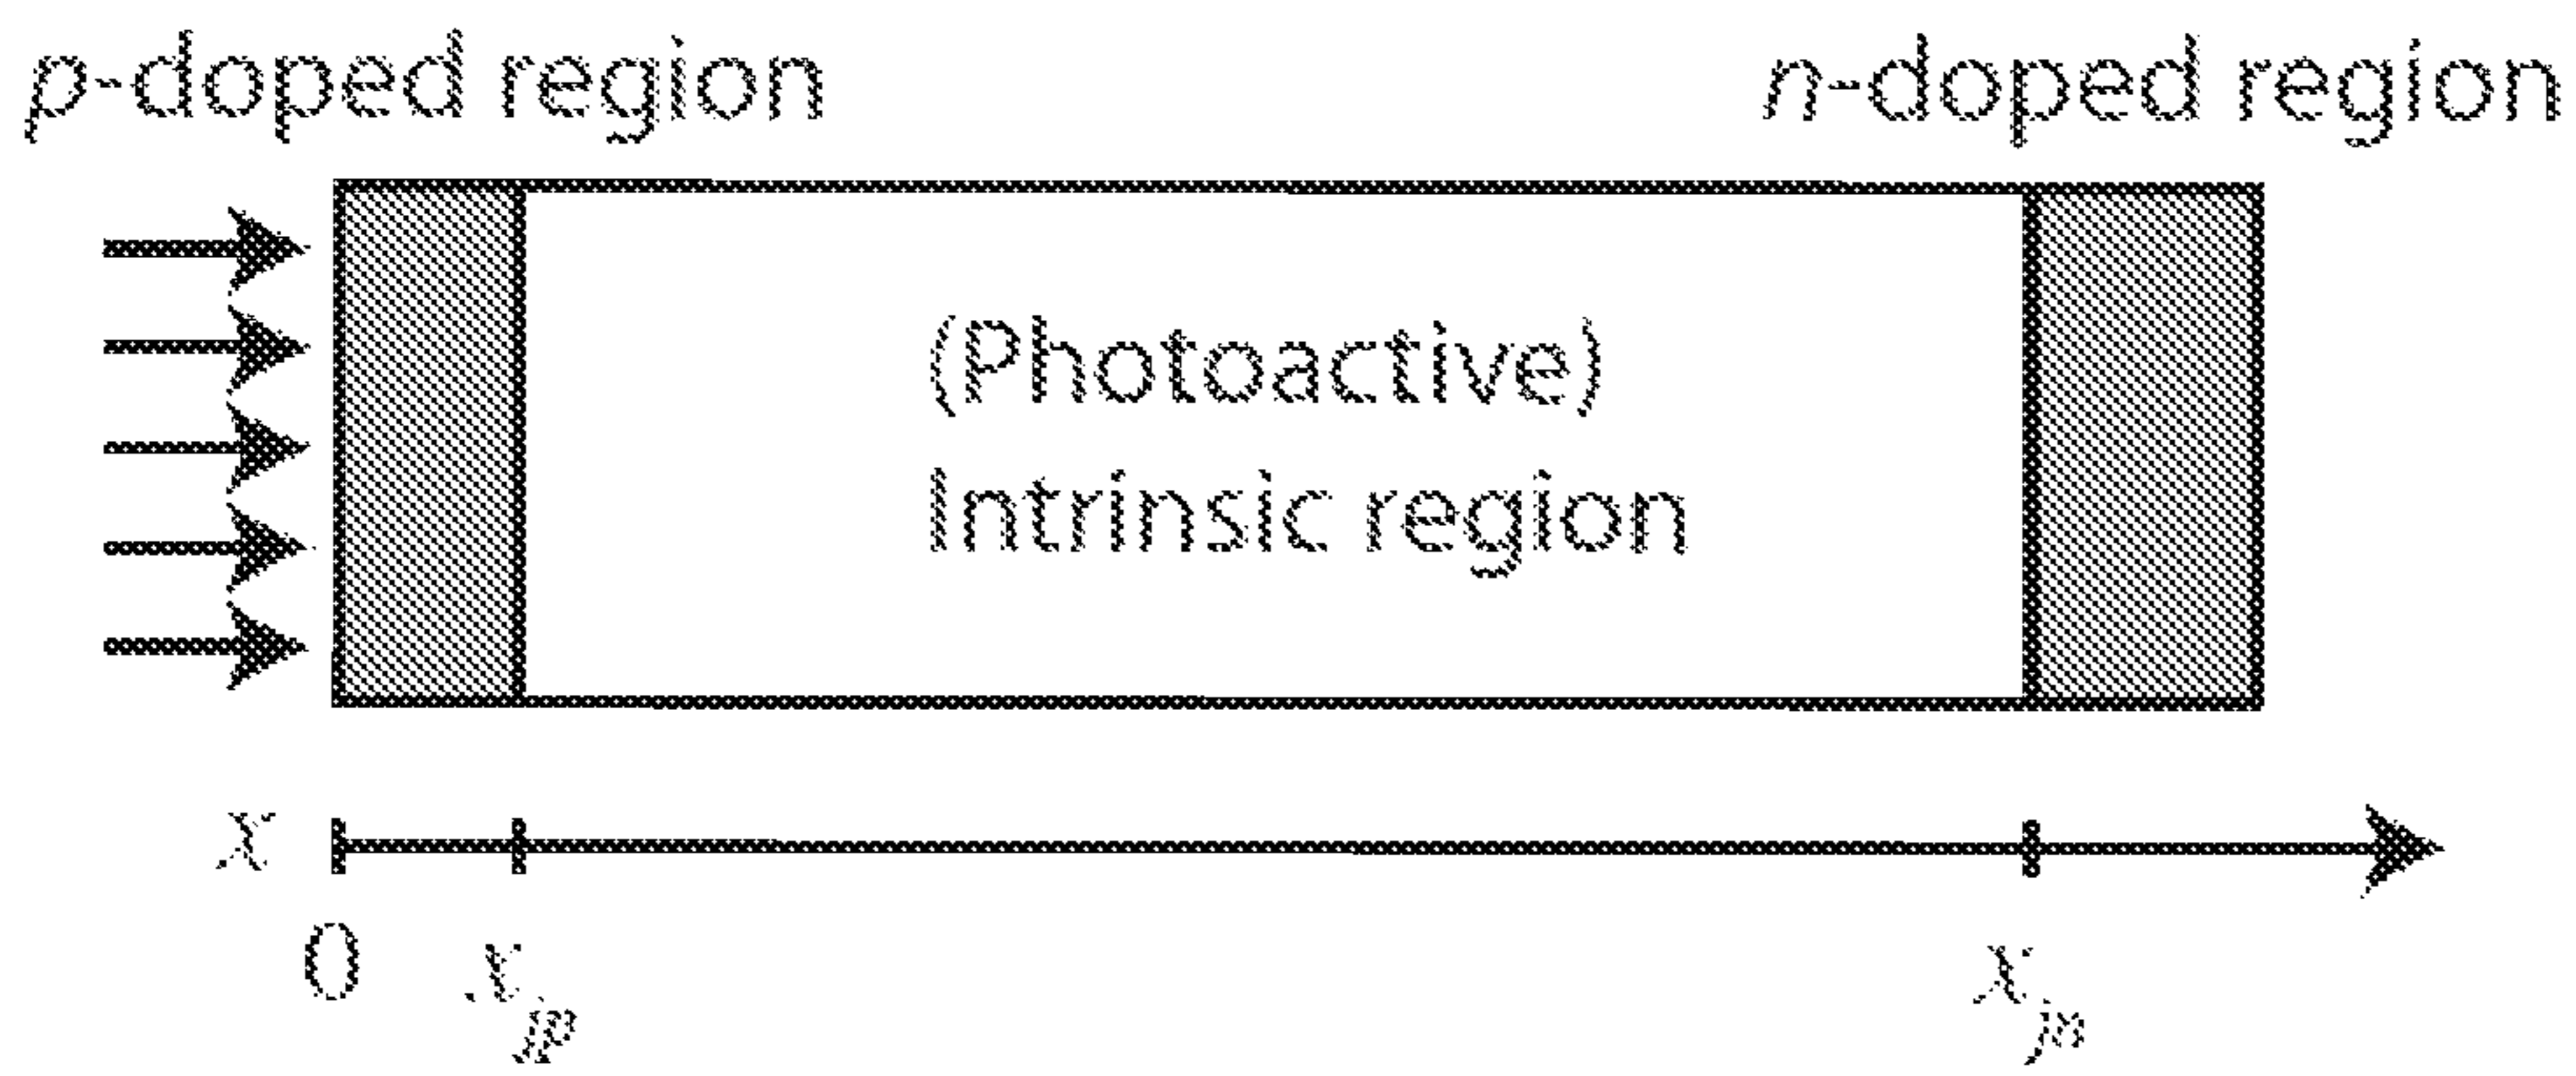 p-doped region
n-doped region
(Photoactive)
Intrinsic region
x
0
x_jp
x_jn